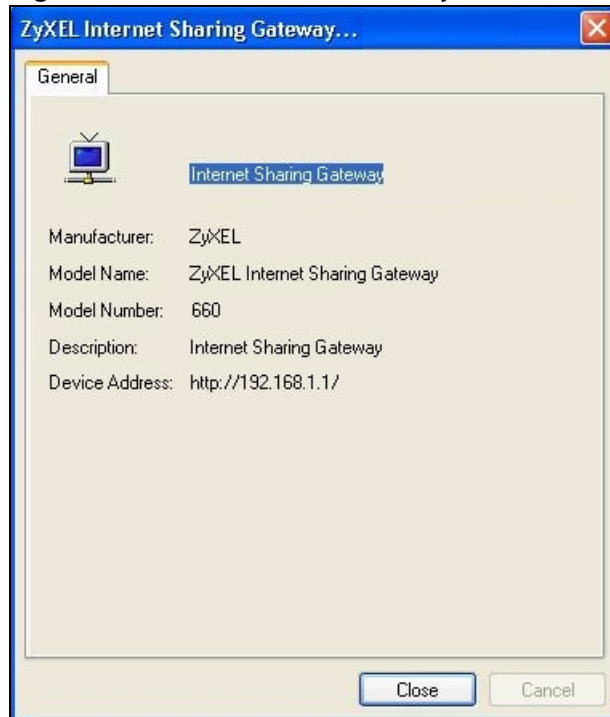 ZyXEL Internet Sharing Gateway...
General
Internet Sharing Gateway
Manufacturer: ZyXEL
Model Name: ZyXEL Internet Sharing Gateway
Model Number: 660
Description: Internet Sharing Gateway
Device Address: http://192.168.1.1/
Close Cancel